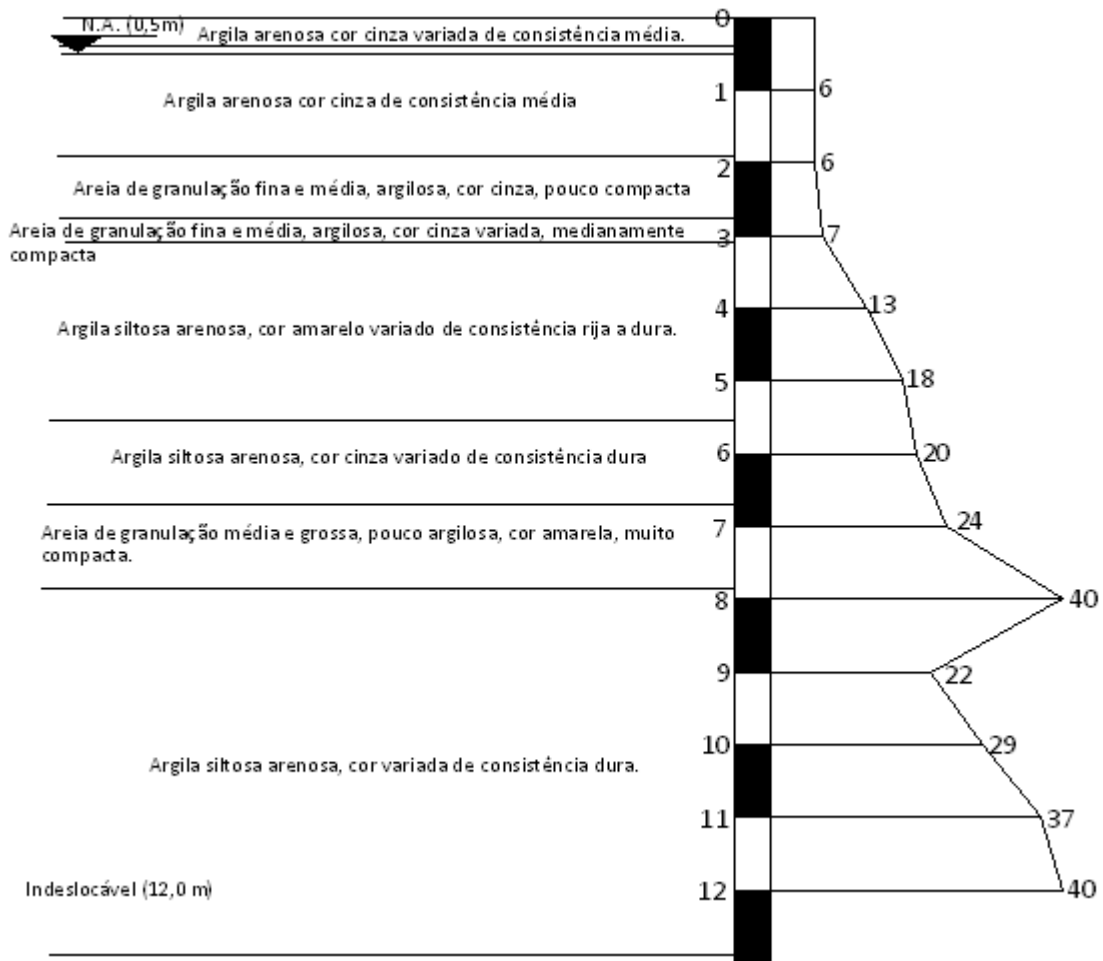 0
N.A. (0,5m)
Argila arenosa cor cinza variada de consistência média.
1
6
Argila arenosa cor cinza de consistência média
2
6
Areia de granulação fina e média, argilosa, cor cinza, pouco compacta
Areia de granulação fina e média, argilosa, cor cinza variada, medianamente
compacta
3
7
4
13
Argila siltosa arenosa, cor amarelo variado de consistência rija a dura.
5
18
6
20
Argila siltosa arenosa, cor cinza variado de consistência dura
7
24
Areia de granulação média e grossa, pouco argilosa, cor amarela, muito
compacta.
8
40
9
22
10
29
Argila siltosa arenosa, cor variada de consistência dura.
11
37
Indeslocável (12,0 m)
12
40